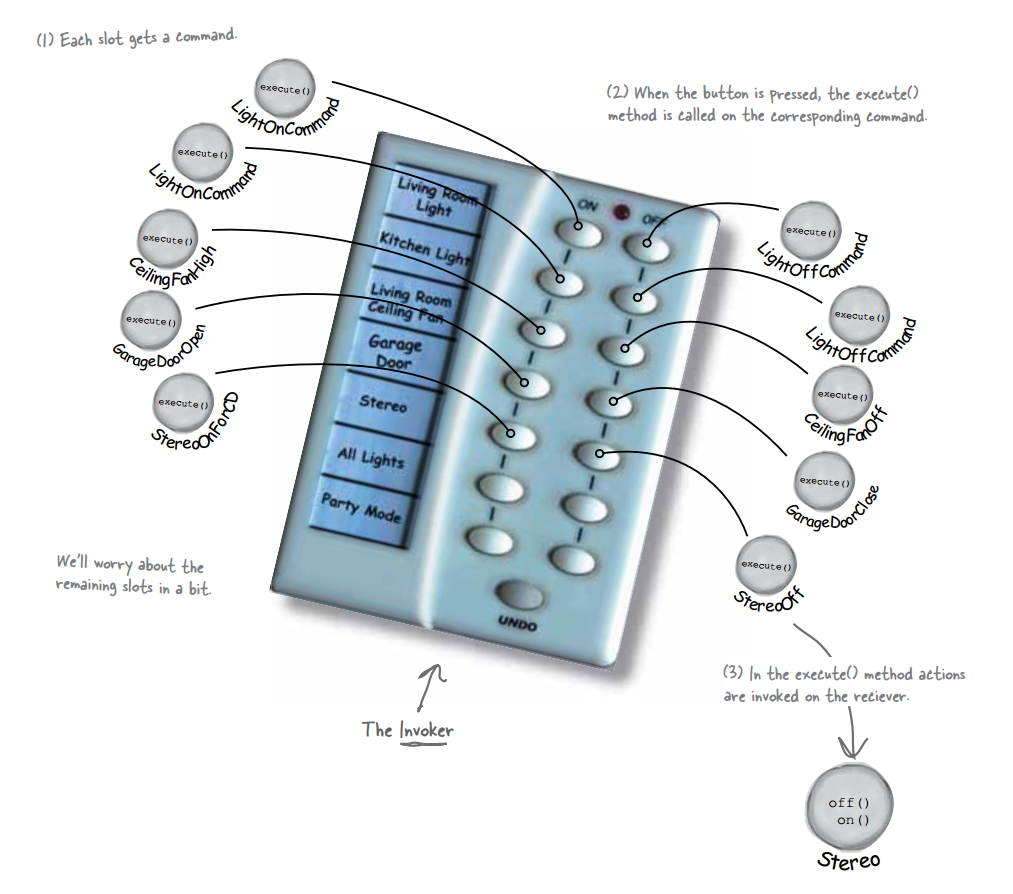 (1) Each slot gets a command.
execute()
LightOnCommand
execute()
LightOnCommand
execute()
CeilingFanHigh
execute()
GarageDoorOpen
execute()
StereoOnForCD
(2) When the button is pressed, the execute()
method is called on the corresponding command.
ON
OFF
Living Room
Light
Kitchen Light
Living Room
Ceiling Fan
Garage
Door
Stereo
All Lights
Party Mode
UNDO
execute()
LightOffCommand
execute()
LightOffCommand
execute()
CeilingFanOff
execute()
GarageDoorClose
execute()
StereoOff
We'll worry about the
remaining slots in a bit.
The Invoker
(3) In the execute() method actions
are invoked on the reciever.
off()
on()
Stereo